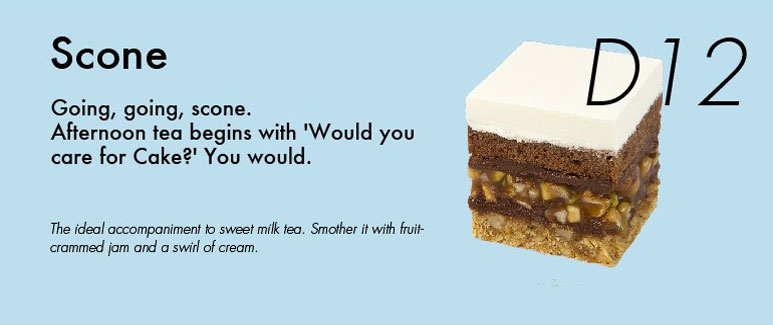 Scone
D12
Going, going, scone.
Afternoon tea begins with 'Would you
care for Cake?' You would.
The ideal accompaniment to sweet milk tea. Smother it with fruit-
crammed jam and a swirl of cream.